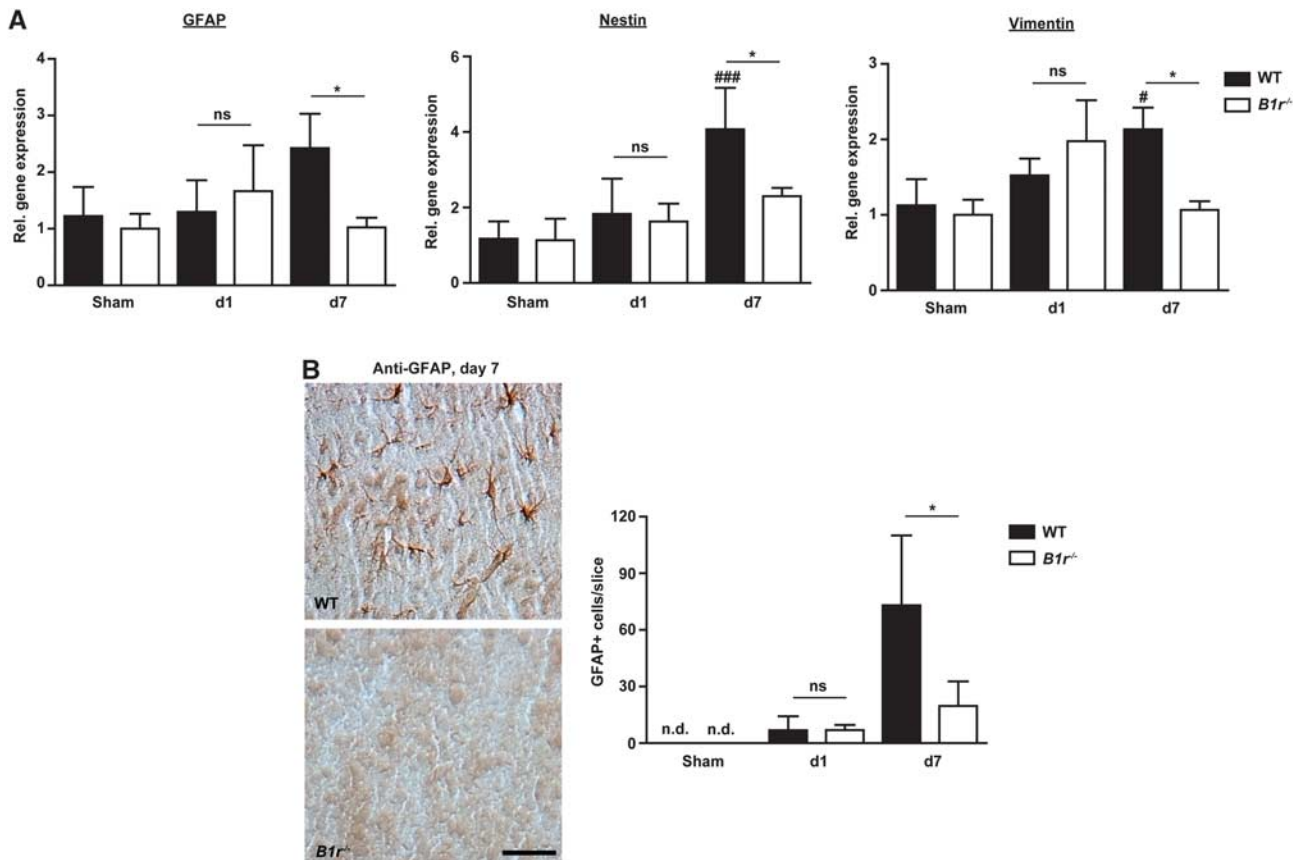 A
GFAP
Rel. gene expression
4
3
2
1
0
ns
*
Sham d1 d7
Nestin
Rel. gene expression
6
4
2
0
ns
###
*
Sham d1 d7
Vimentin
Rel. gene expression
3
2
1
0
ns
#
*
Sham d1 d7
WT
B1r-/-
B
Anti-GFAP, day 7
WT
B1r-/-
GFAP+ cells/slice
120
90
60
30
0
n.d. n.d.
ns
*
Sham d1 d7
WT
B1r-/-